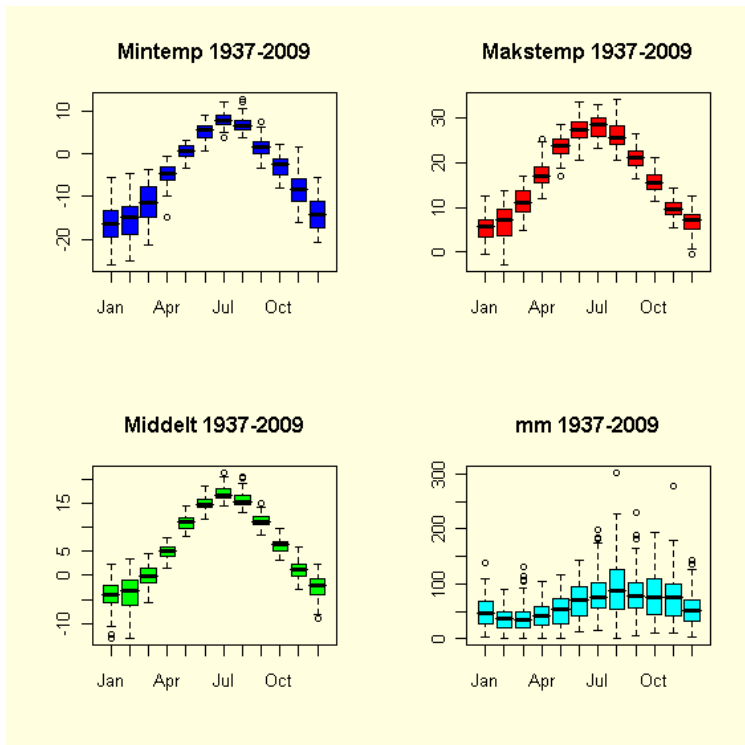 Mintemp 1937-2009
10
0
-10
-20
Jan Apr Jul Oct
Makstemp 1937-2009
30
20
10
0
Jan Apr Jul Oct
Middelt 1937-2009
15
5
0
-10
Jan Apr Jul Oct
mm 1937-2009
300
200
100
0
Jan Apr Jul Oct